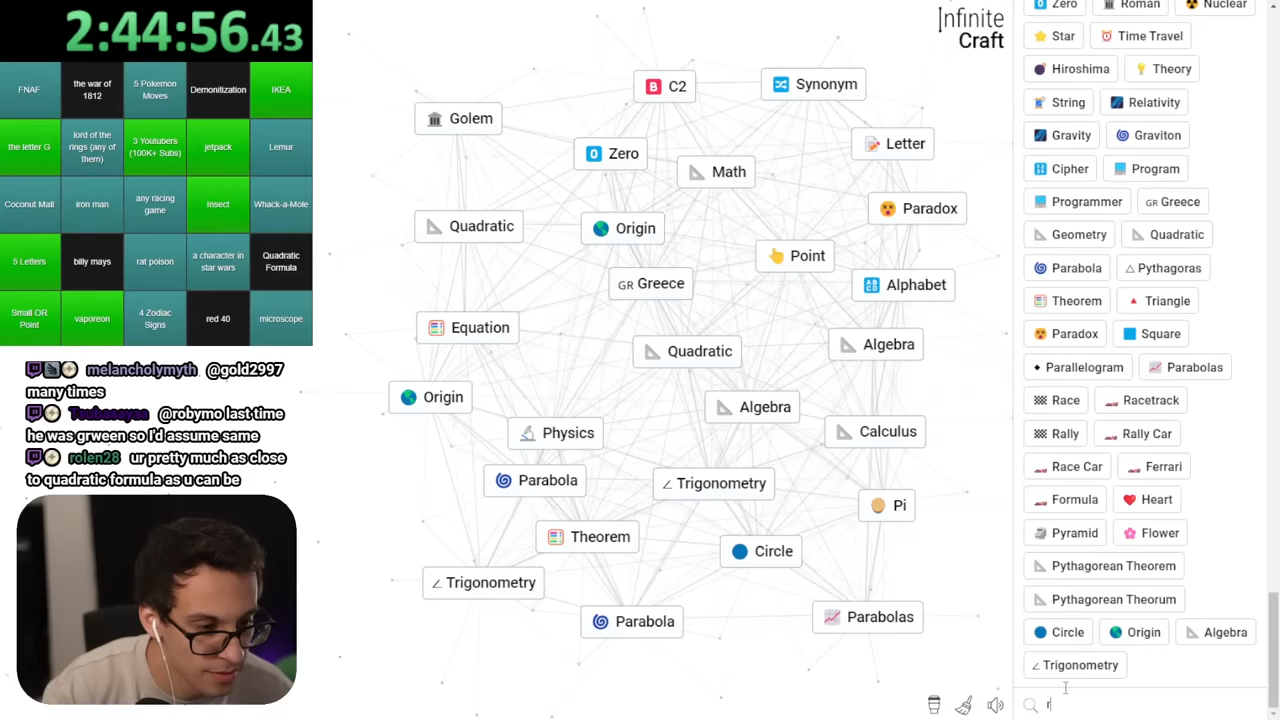 2:44:56.43
FNAF
the war of
1812
5 Pokemon
Moves
Demonitization
IKEA
the letter G
lord of the
rings (any of
them)
3 Youtubers
(100K+ Subs)
jetpack
Lemur
Coconut Mall
iron man
any racing
game
Insect
Whack-a-Mole
5 Letters
billy mays
rat poison
a character in
star wars
Quadratic
Formula
Small OR
Point
vaporeon
4 Zodiac
Signs
red 40
microscope
melancholymyth @gold2997
many times
Tsubasayaa @robymo last time
he was grween so I'd assume same
rolen28 ur pretty much as close
to quadratic formula as u can be
Infinite
Craft
C2
Synonym
Golem
Zero
Letter
Math
Paradox
Quadratic
Origin
Point
GR Greece
Alphabet
Equation
Quadratic
Algebra
Origin
Algebra
Physics
Calculus
Parabola
Trigonometry
Pi
Theorem
Circle
Trigonometry
Parabola
Parabolas
Zero
Roman
Nuclear
Star
Time Travel
Hiroshima
Theory
String
Relativity
Gravity
Graviton
Cipher
Program
Programmer
GR Greece
Geometry
Quadratic
Parabola
Pythagoras
Theorem
Triangle
Paradox
Square
Parallelogram
Parabolas
Race
Racetrack
Rally
Rally Car
Race Car
Ferrari
Formula
Heart
Pyramid
Flower
Pythagorean Theorem
Pythagorean Theorum
Circle
Origin
Algebra
Trigonometry
r